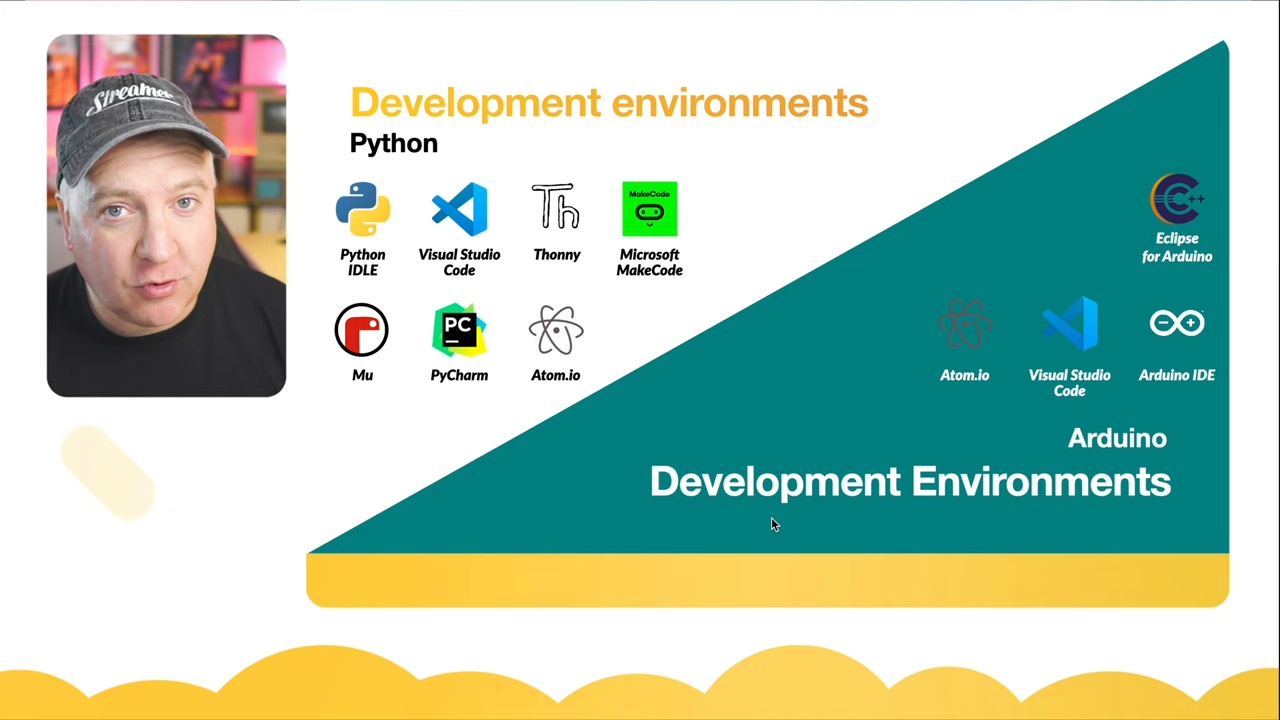 Streamer
Development environments
Python
Python
IDLE
Visual Studio
Code
Th
Thonny
MakeCode
Microsoft
MakeCode
Mu
PC
PyCharm
Atom.io
C++
Eclipse
for Arduino
Atom.io
Visual Studio
Code
Arduino IDE
Arduino
Development Environments